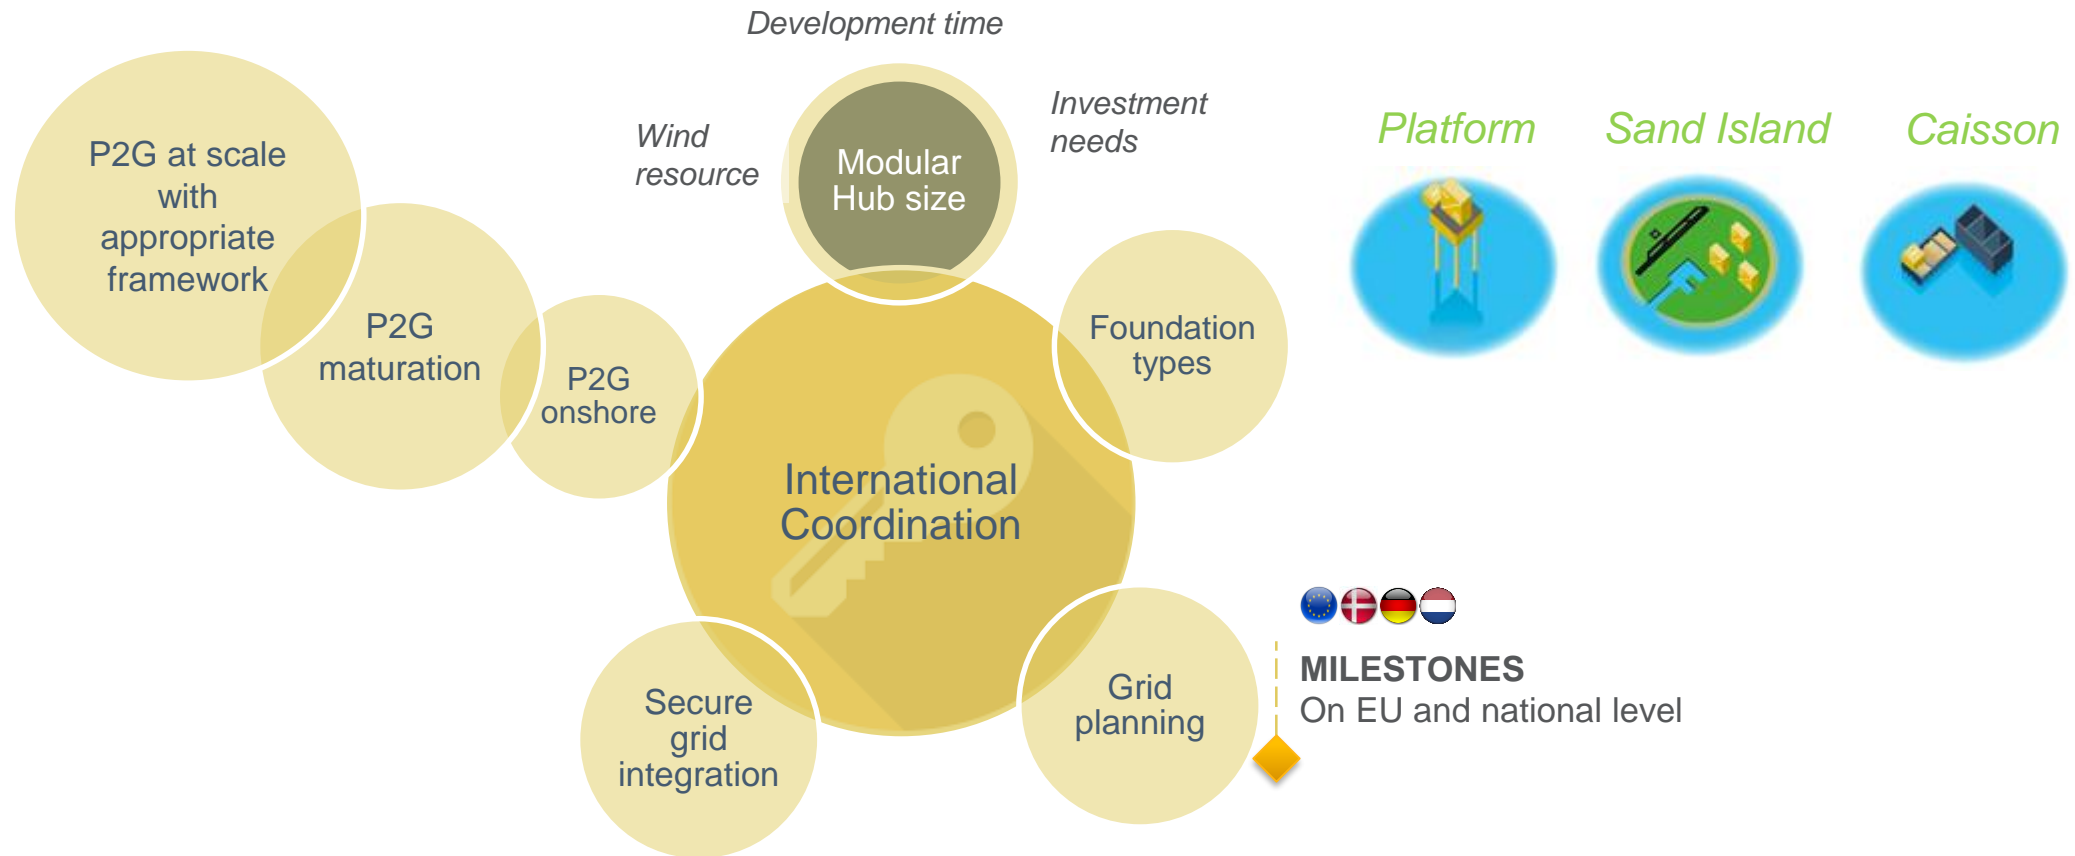 Development time
Wind
resource
Investment
needs
Modular
Hub size
Platform
Sand Island
Caisson
P2G at scale
with
appropriate
framework
P2G
maturation
P2G
onshore
Foundation
types
International
Coordination
Secure
grid
integration
Grid
planning
MILESTONES
On EU and national level